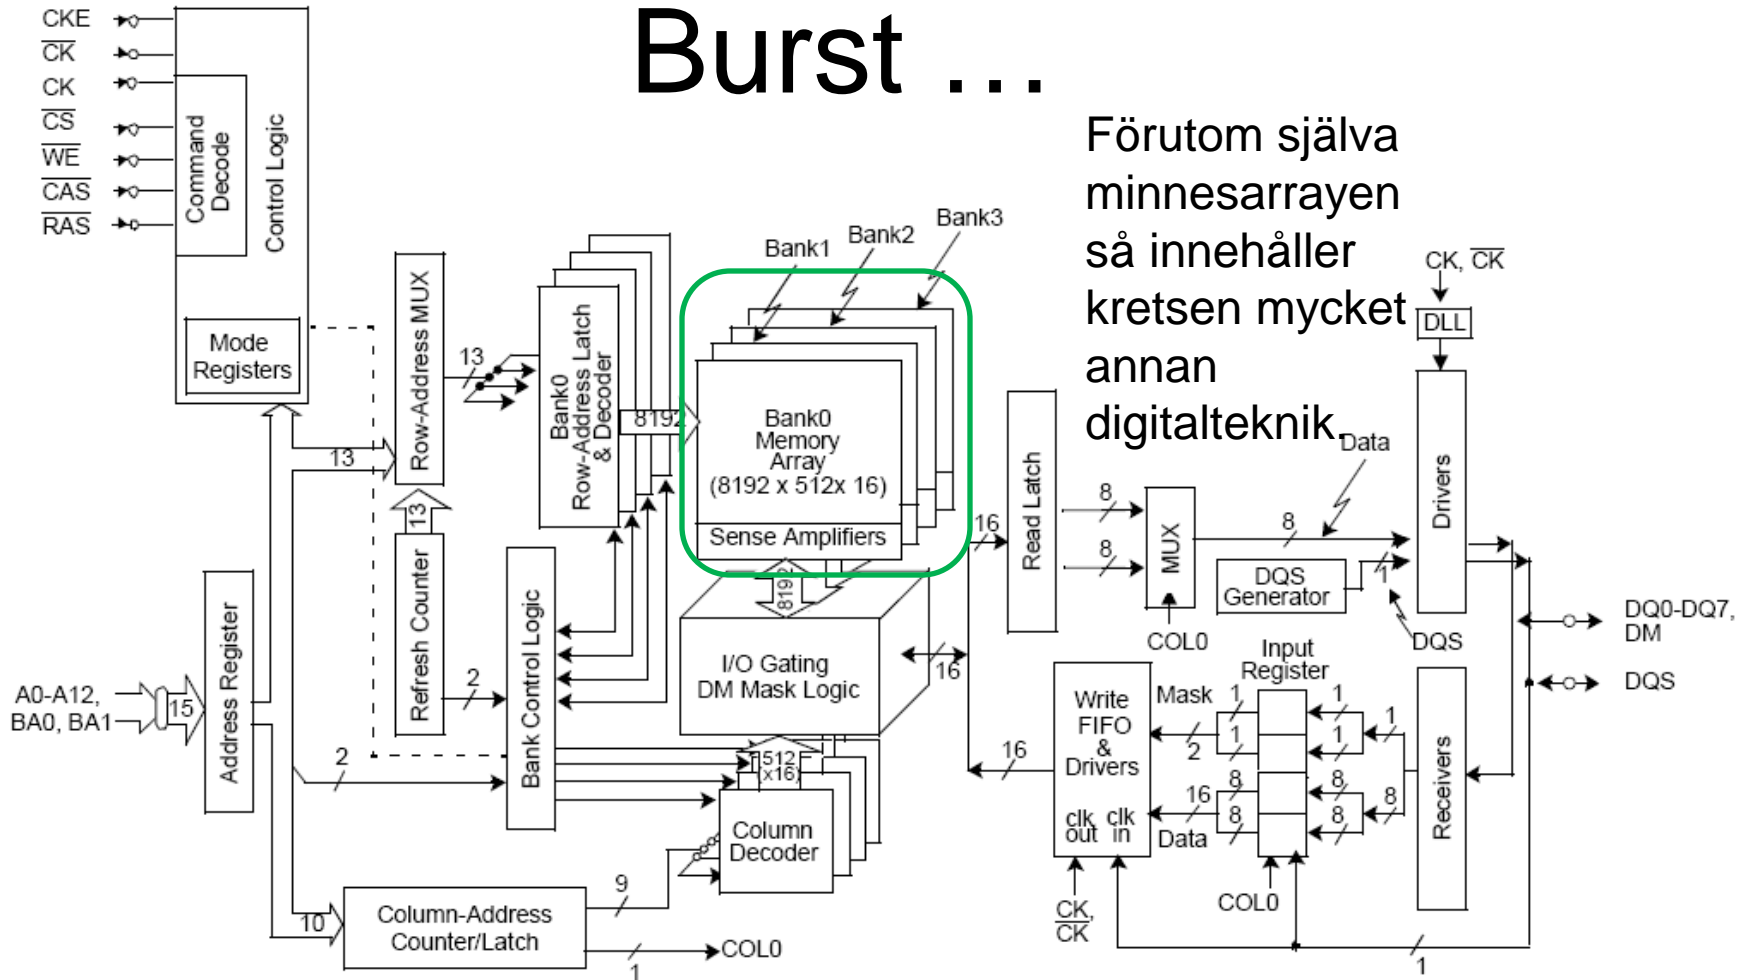 Burst …
Förutom själva
minnesarrayen
så innehåller
kretsen mycket
annan
digitalteknik.
CKE
CK
CK
CS
WE
CAS
RAS
Command
Decode
Control Logic
Mode
Registers
Row-Address MUX
13
13
13
Refresh Counter
Bank0
Row-Address Latch
& Decoder
8192
Bank1
Bank2
Bank3
Bank0
Memory
Array
(8192 x 512x 16)
Sense Amplifiers
8192
I/O Gating
DM Mask Logic
16
512
(x16)
Column
Decoder
Bank Control Logic
2
2
A0-A12,
BA0, BA1
15
Address Register
10
Column-Address
Counter/Latch
9
1
COL0
16
Read Latch
8
8
MUX
COL0
8
Data
DQS
Generator
1
DQS
CK, CK
DLL
Drivers
DQ0-DQ7,
DM
DQS
Input
Register
Write
FIFO
&
Drivers
clk
out
clk
in
Mask
2
1
1
1
1
1
16
Data
8
8
8
8
8
16
Receivers
CK,
CK
COL0
1